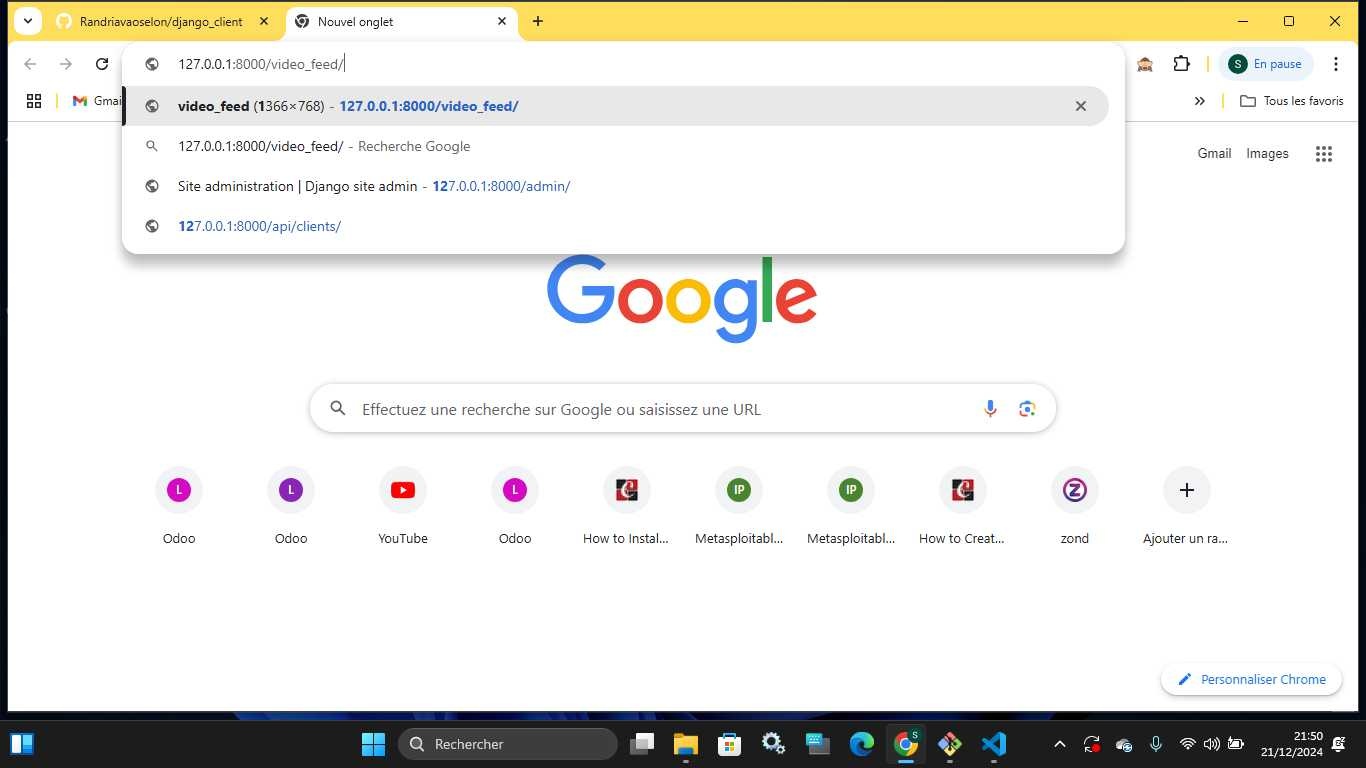 Randriavaoselon/django_client
Nouvel onglet
127.0.0.1:8000/video_feed/
S En pause
Gmai
Tous les favoris
video_feed (1366×768) - 127.0.0.1:8000/video_feed/
127.0.0.1:8000/video_feed/ - Recherche Google
Site administration | Django site admin - 127.0.0.1:8000/admin/
127.0.0.1:8000/api/clients/
Gmail Images
Google
Effectuez une recherche sur Google ou saisissez une URL
L L L IP IP Z
Odoo Odoo YouTube Odoo How to Instal... Metasploitabl... Metasploitabl... How to Creat... zond Ajouter un ra...
Personnaliser Chrome
Rechercher
S
21:50
21/12/2024